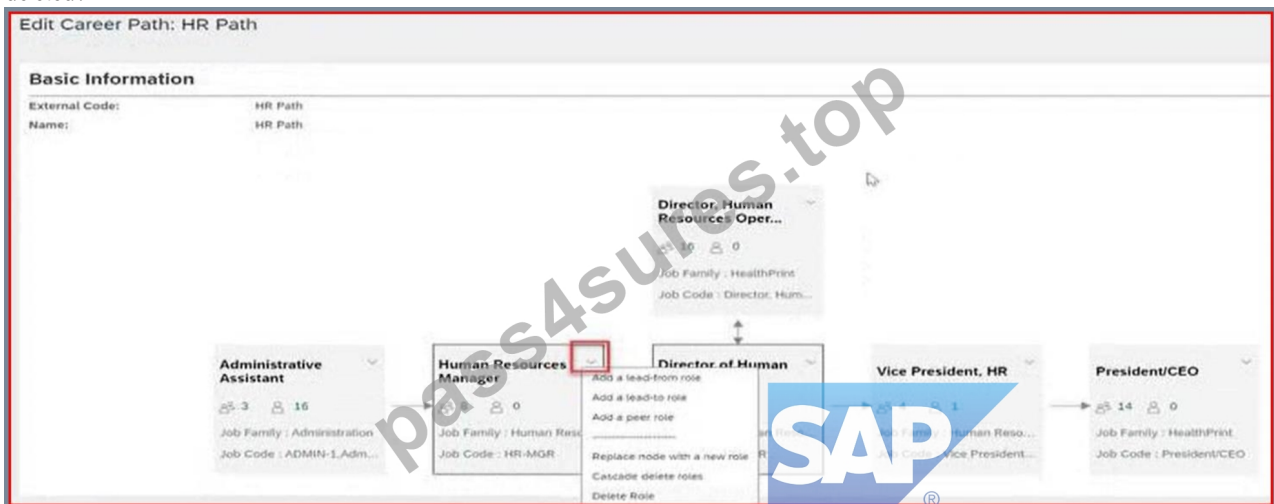 Edit Career Path: HR Path
Basic Information
External Code: HR Path
Name: HR Path
Director, Human
Resources Oper...
16 0
Job Family : HealthPrint
Job Code : Director, Hum...
Administrative
Assistant
3 16
Job Family : Administration
Job Code : ADMIN-1,Adm...
Human Resources
Manager
0
Job Family : Human Reso
Job Code : HR-MGR
Add a lead-from role
Add a lead-to role
Add a peer role
--------------------
Replace node with a new role
Cascade delete roles
Delete Role
Director of Human
Vice President, HR
4 1
Job Family : Human Reso...
Job Code : Vice President...
President/CEO
14 0
Job Family : HealthPrint
Job Code : President/CEO
pass4sures.top
SAP
®